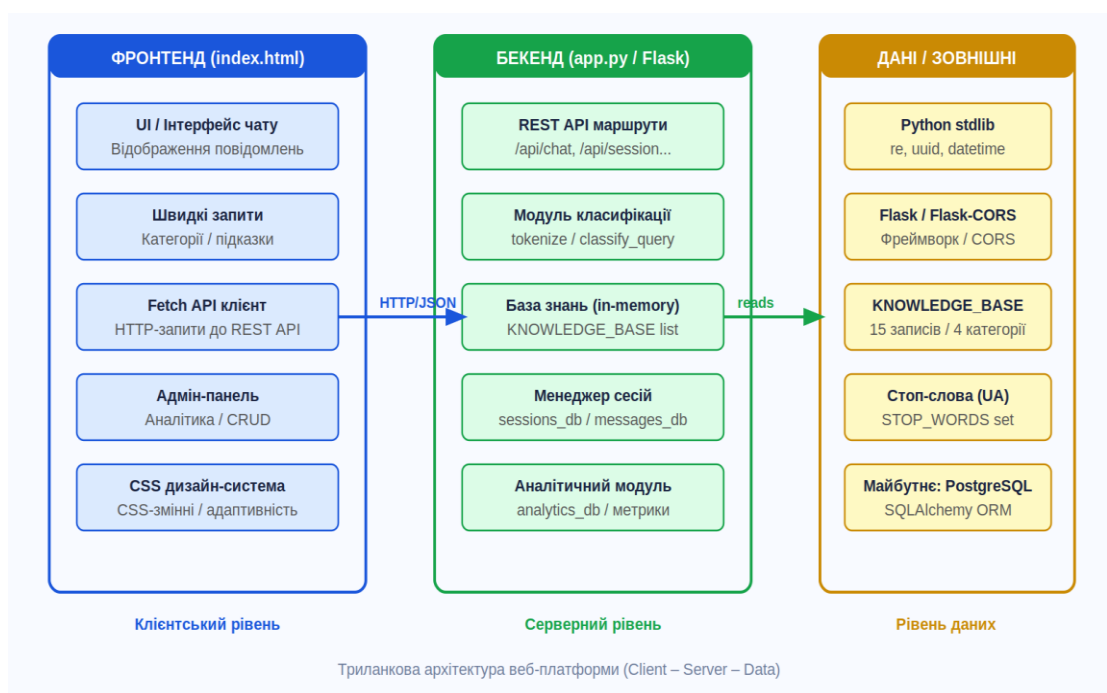 ФРОНТЕНД (index.html)
UI / Інтерфейс чату
Відображення повідомлень
Швидкі запити
Категорії / підказки
Fetch API клієнт
HTTP-запити до REST API
Адмін-панель
Аналітика / CRUD
CSS дизайн-система
CSS-змінні / адаптивність
Клієнтський рівень
HTTP/JSON
БЕКЕНД (app.py / Flask)
REST API маршрути
/api/chat, /api/session...
Модуль класифікації
tokenize / classify_query
База знань (in-memory)
KNOWLEDGE_BASE list
Менеджер сесій
sessions_db / messages_db
Аналітичний модуль
analytics_db / метрики
Серверний рівень
reads
ДАНІ / ЗОВНІШНІ
Python stdlib
re, uuid, datetime
Flask / Flask-CORS
Фреймворк / CORS
KNOWLEDGE_BASE
15 записів / 4 категорії
Стоп-слова (UA)
STOP_WORDS set
Майбутнє: PostgreSQL
SQLAlchemy ORM
Рівень даних
Триланкова архітектура веб-платформи (Client – Server – Data)